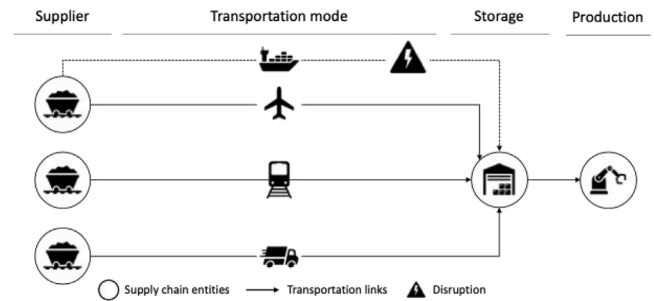 Supplier
Transportation mode
Storage
Production
Supply chain entities
Transportation links
Disruption